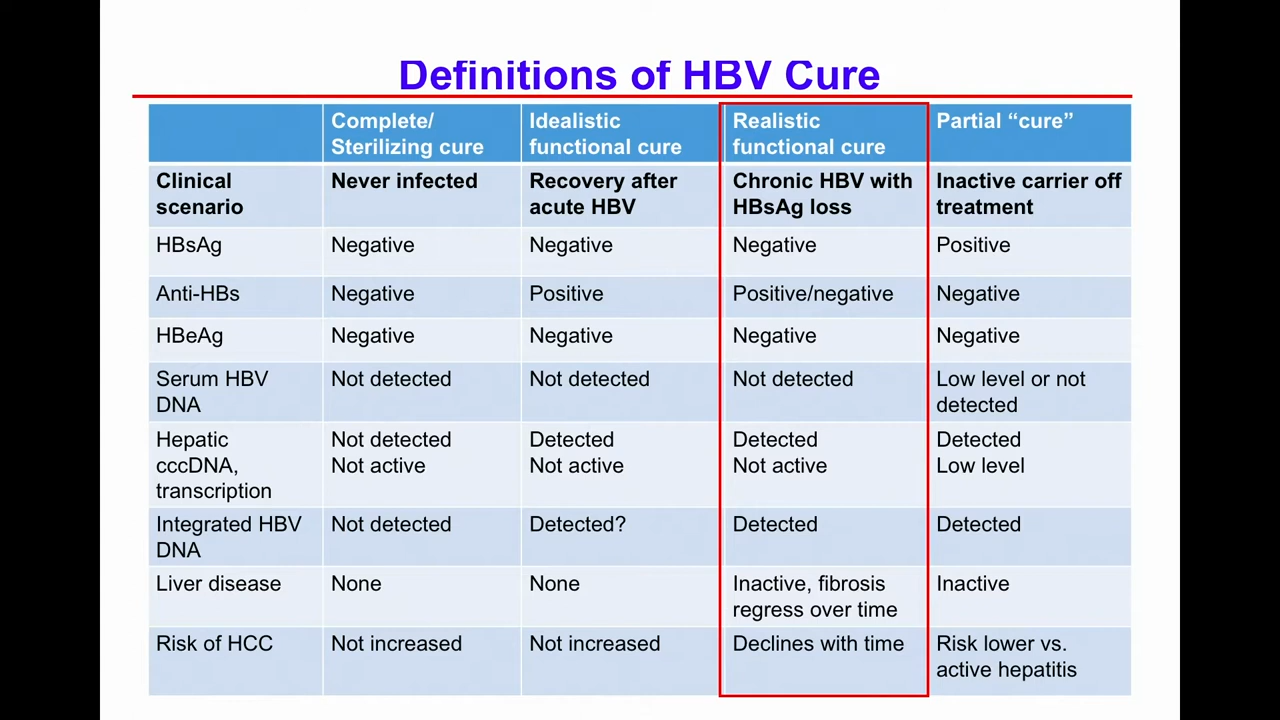 Definitions of HBV Cure
Complete/
Sterilizing cure
Idealistic
functional cure
Realistic
functional cure
Partial “cure”
Clinical
scenario
Never infected
Recovery after
acute HBV
Chronic HBV with
HBsAg loss
Inactive carrier off
treatment
HBsAg
Negative
Negative
Negative
Positive
Anti-HBs
Negative
Positive
Positive/negative
Negative
HBeAg
Negative
Negative
Negative
Negative
Serum HBV
DNA
Not detected
Not detected
Not detected
Low level or not
detected
Hepatic
cccDNA,
transcription
Not detected
Not active
Detected
Not active
Detected
Not active
Detected
Low level
Integrated HBV
DNA
Not detected
Detected?
Detected
Detected
Liver disease
None
None
Inactive, fibrosis
regress over time
Inactive
Risk of HCC
Not increased
Not increased
Declines with time
Risk lower vs.
active hepatitis